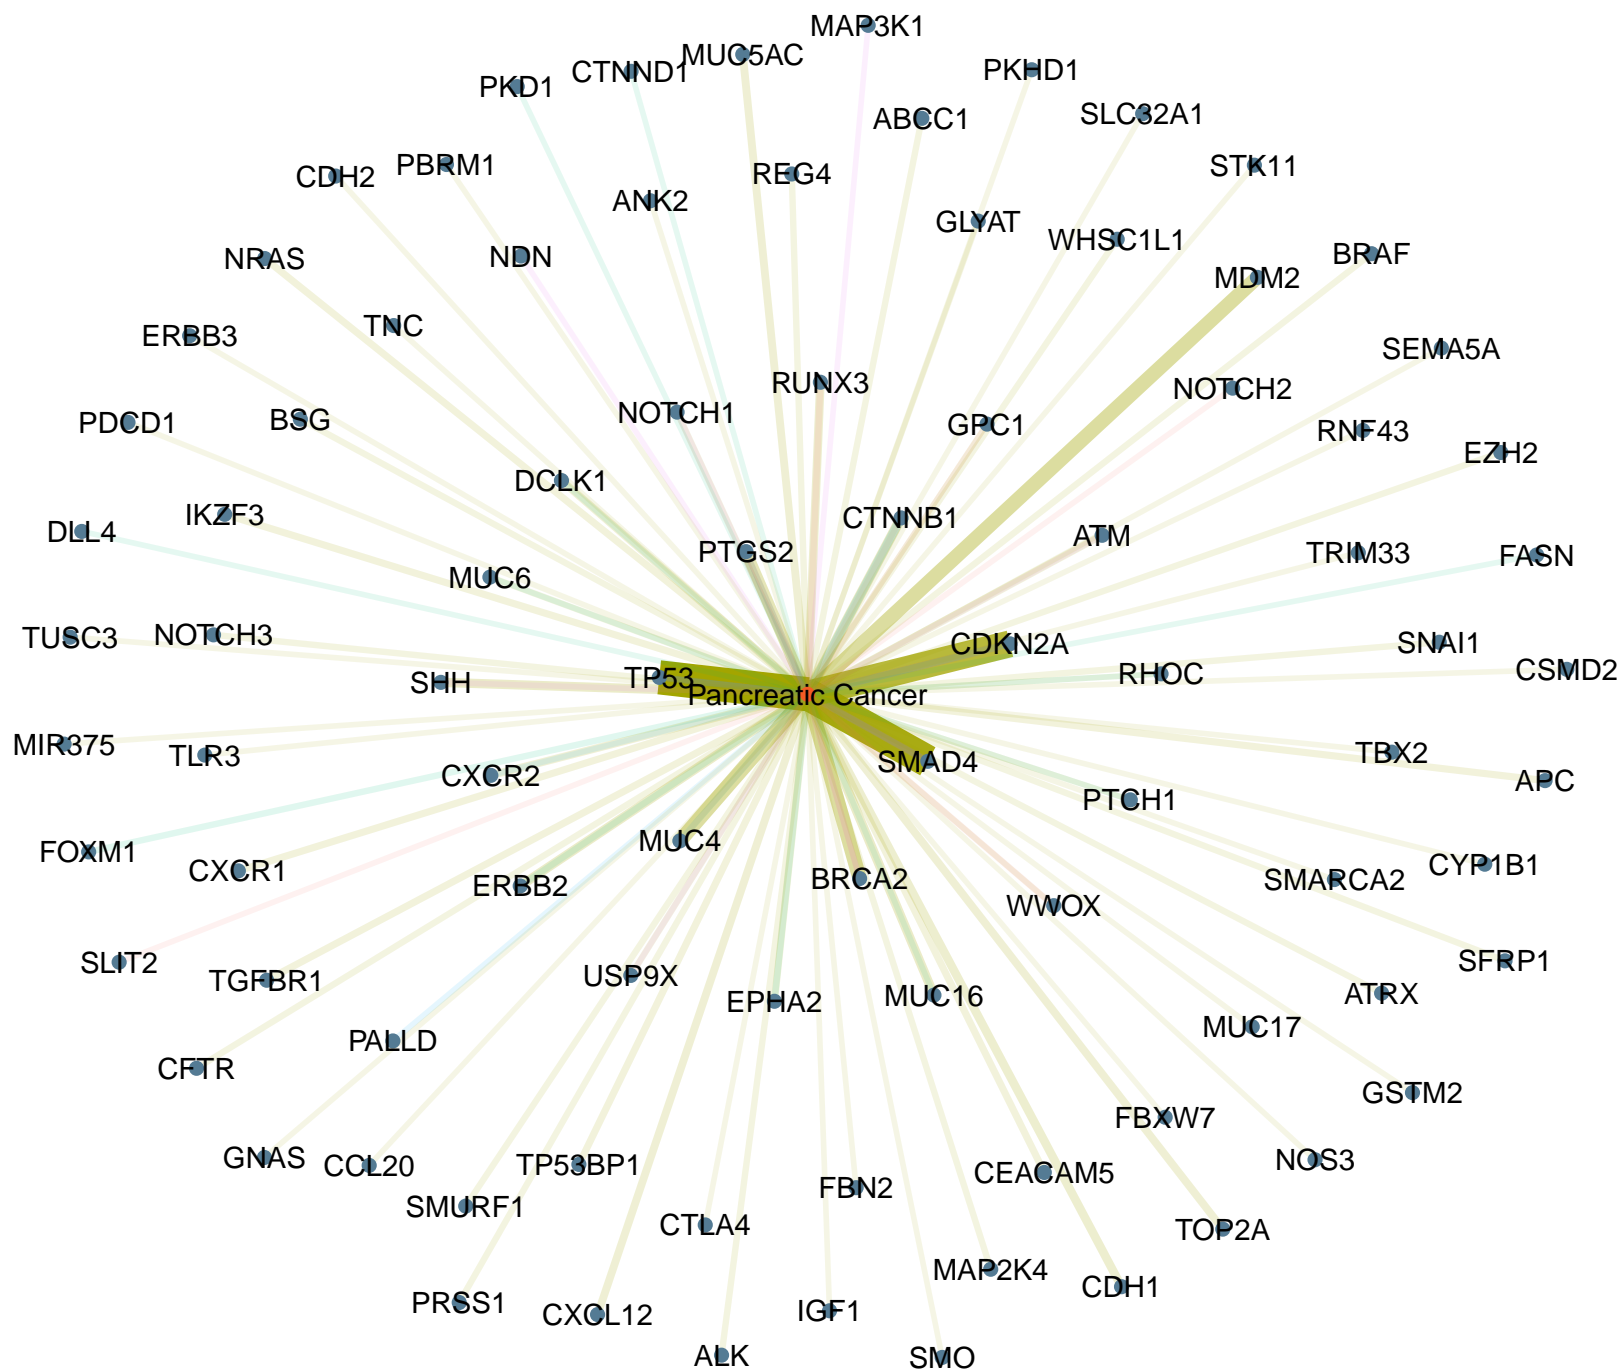 MAP3K1
MUC5AC
CTNND1
PKHD1
PKD1
SLC32A1
ABCC1
PBRM1
STK11
CDH2
REG4
ANK2
GLYAT
WHSC1L1
BRAF
NDN
NRAS
MDM2
TNC
ERBB3
SEMA5A
RUNX3
NOTCH2
NOTCH1
BSG
PDCD1
GPC1
RNF43
EZH2
DCLK1
IKZF3
CTNNB1
DLL4
ATM
PTGS2
TRIM33
FASN
MUC6
TUSC3
NOTCH3
CDKN2A
SNAI1
CSMD2
RHOC
TP53
SHH
Pancreatic Cancer
MIR375
TLR3
TBX2
SMAD4
CXCR2
APC
PTCH1
MUC4
FOXM1
CYP1B1
CXCR1
BRCA2
SMARCA2
ERBB2
WWOX
SLIT2
SFRP1
TGFBR1
USP9X
EPHA2
MUC16
ATRX
MUC17
PALLD
CFTR
GSTM2
FBXW7
GNAS
CCL20
TP53BP1
NOS3
CEACAM5
FBN2
SMURF1
CTLA4
TOP2A
MAP2K4
CDH1
PRSS1
CXCL12
IGF1
ALK
SMO